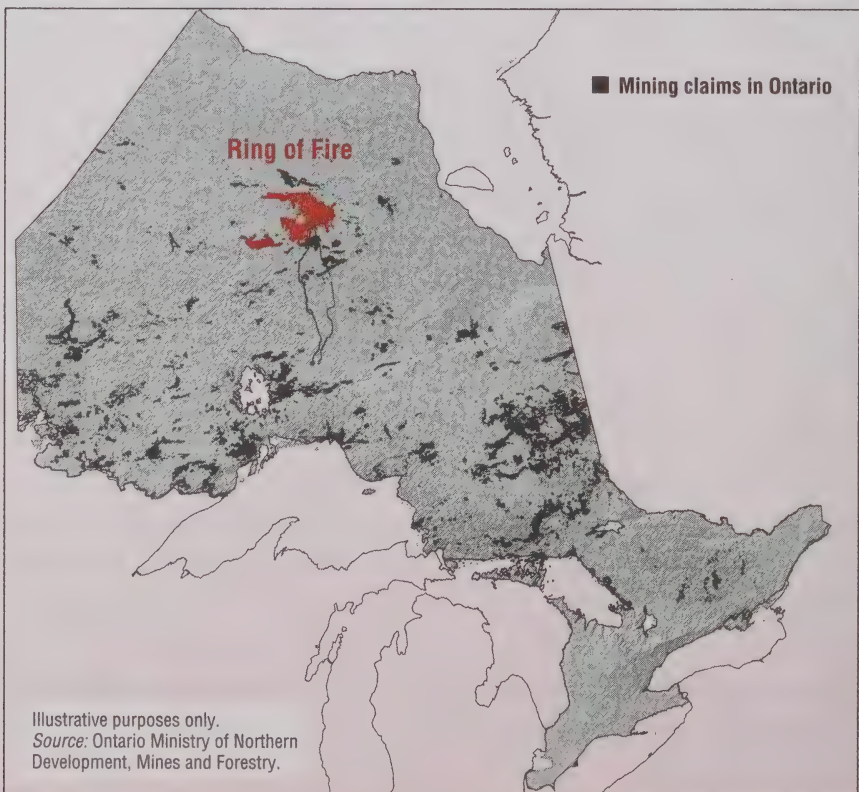 Mining claims in Ontario
Ring of Fire
Illustrative purposes only.
Source: Ontario Ministry of Northern
Development, Mines and Forestry.